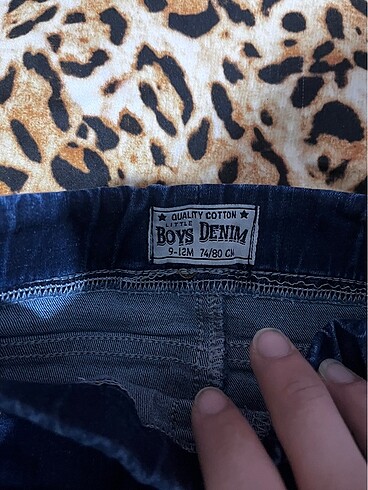 ★ QUALITY COTTON ★
LITTLE
BOYS DENIM
9-12M 74/80 CM